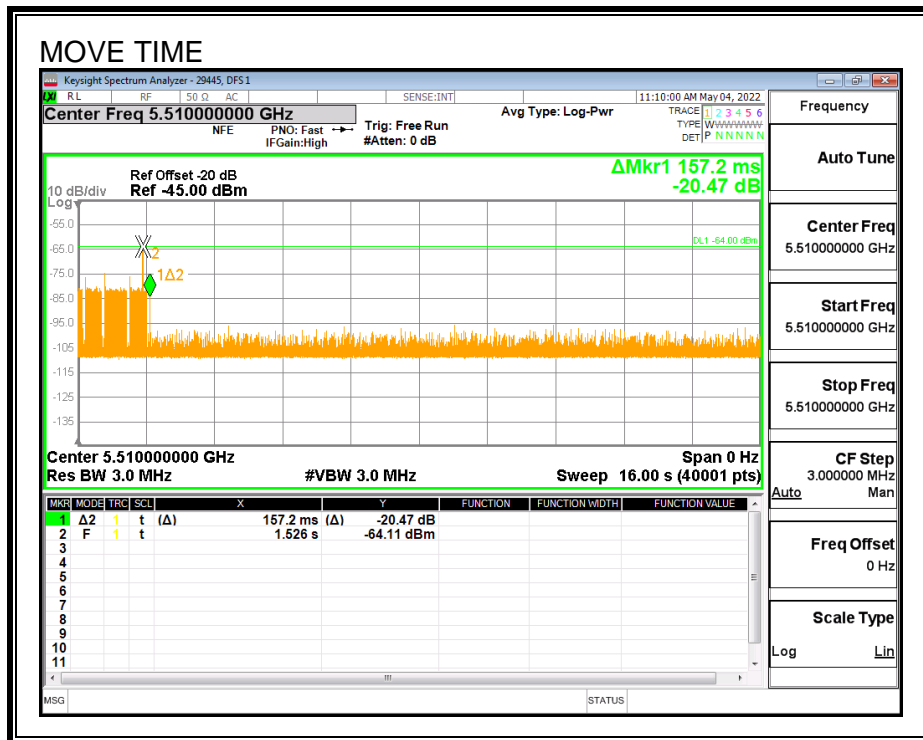 MOVE TIME
Keysight Spectrum Analyzer - 29445, DFS 1
LXI RL RF 50 Ω AC SENSE:INT 11:10:00 AM May 04, 2022
Center Freq 5.510000000 GHz
NFE
PNO: Fast
IFGain:High
Trig: Free Run
#Atten: 0 dB
Avg Type: Log-Pwr
TRACE 1 2 3 4 5 6
TYPE WWWWWW
DET P N N N N N
ΔMkr1 157.2 ms
-20.47 dB
Ref Offset -20 dB
10 dB/div Ref -45.00 dBm
Log
-55.0
-65.0
-75.0
-85.0
-95.0
-105
-115
-125
-135
DL1 -64.00 dBm
2
1Δ2
Center 5.510000000 GHz Span 0 Hz
Res BW 3.0 MHz #VBW 3.0 MHz Sweep 16.00 s (40001 pts)
MKR MODE TRC SCL X Y FUNCTION FUNCTION WIDTH FUNCTION VALUE
1 Δ2 1 t (Δ) 157.2 ms (Δ) -20.47 dB
2 F 1 t 1.526 s -64.11 dBm
3
4
5
6
7
8
9
10
11
MSG STATUS
Frequency
Auto Tune
Center Freq
5.510000000 GHz
Start Freq
5.510000000 GHz
Stop Freq
5.510000000 GHz
CF Step
3.000000 MHz
Auto Man
Freq Offset
0 Hz
Scale Type
Log Lin